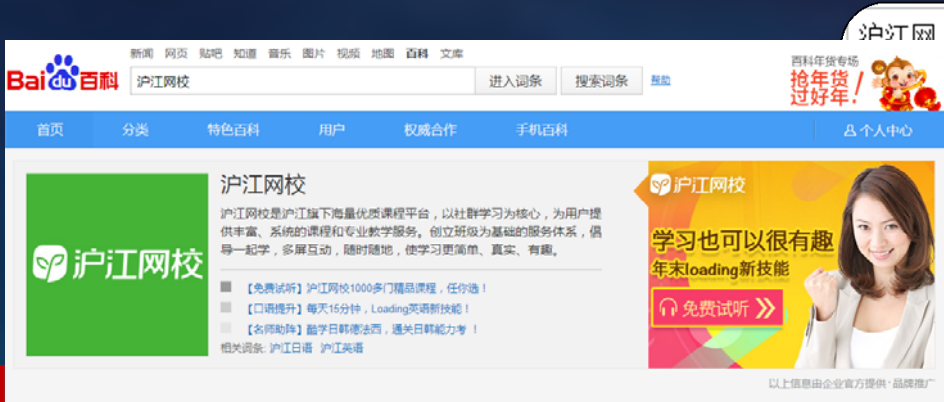 沪江网
新闻 网页 贴吧 知道 音乐 图片 视频 地图 百科 文库
Bai du 百科
沪江网校 进入词条 搜索词条 帮助
百科年货专场
抢年货
过好年!
首页 分类 特色百科 用户 权威合作 手机百科 个人中心
沪江网校
沪江网校
沪江网校是沪江旗下海量优质课程平台，以社群学习为核心，为用户提
供丰富、系统的课程和专业教学服务。创立班级为基础的服务体系，倡
导一起学，多屏互动，随时随地，使学习更简单、真实、有趣。
【免费试听】沪江网校1000多门精品课程，任你选！
【口语提升】每天15分钟，Loading英语新技能！
【名师助阵】酷学日韩德法西，通关日韩能力考 ！
相关词条: 沪江日语 沪江英语
沪江网校
学习也可以很有趣
年末loading新技能
免费试听
以上信息由企业官方提供·品牌推广